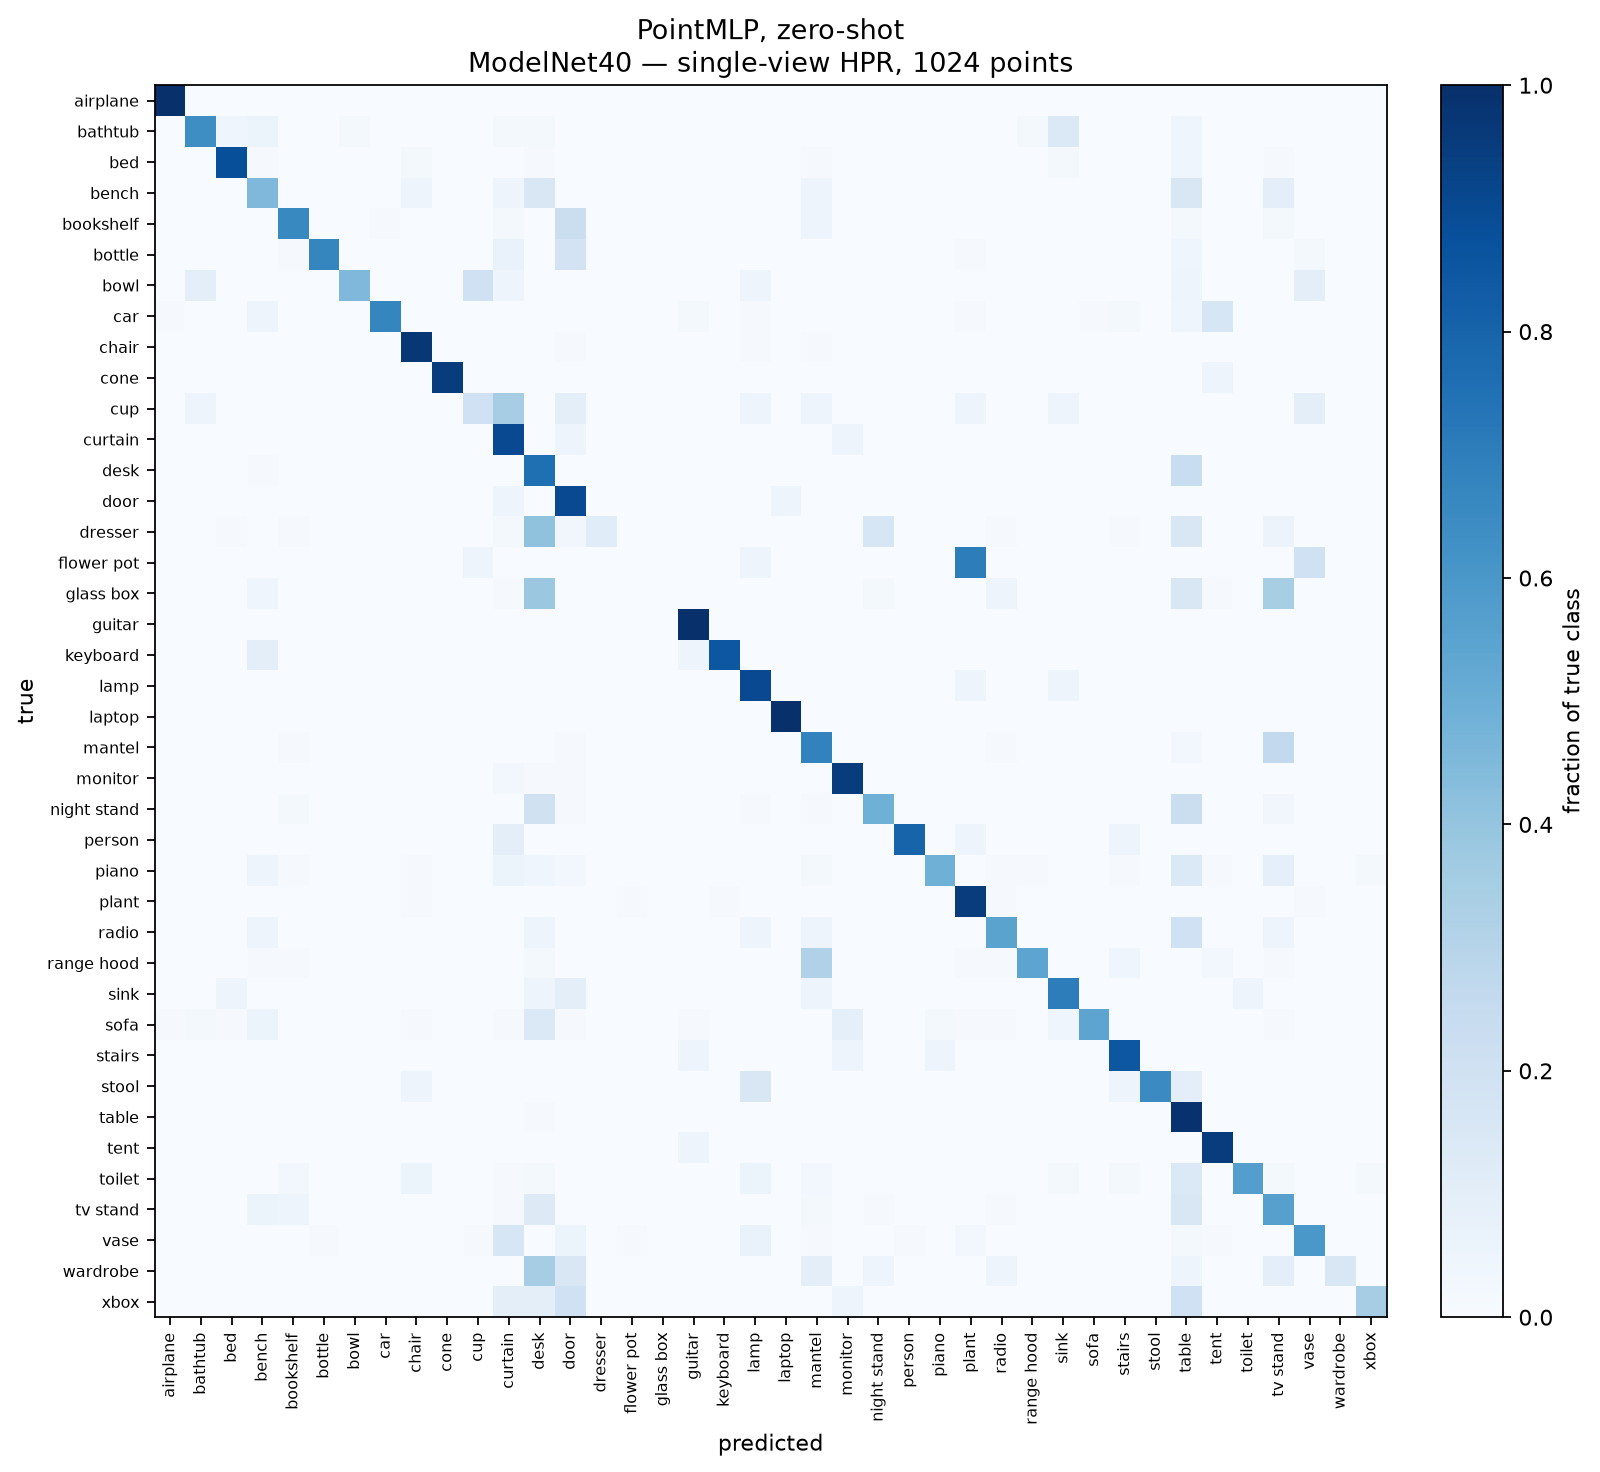 PointMLP, zero-shot
ModelNet40 — single-view HPR, 1024 points
true
airplane
bathtub
bed
bench
bookshelf
bottle
bowl
car
chair
cone
cup
curtain
desk
door
dresser
flower pot
glass box
guitar
keyboard
lamp
laptop
mantel
monitor
night stand
person
piano
plant
radio
range hood
sink
sofa
stairs
stool
table
tent
toilet
tv stand
vase
wardrobe
xbox
airplane
bathtub
bed
bench
bookshelf
bottle
bowl
car
chair
cone
cup
curtain
desk
door
dresser
flower pot
glass box
guitar
keyboard
lamp
laptop
mantel
monitor
night stand
person
piano
plant
radio
range hood
sink
sofa
stairs
stool
table
tent
toilet
tv stand
vase
wardrobe
xbox
predicted
1.0
0.8
0.6
0.4
0.2
0.0
fraction of true class